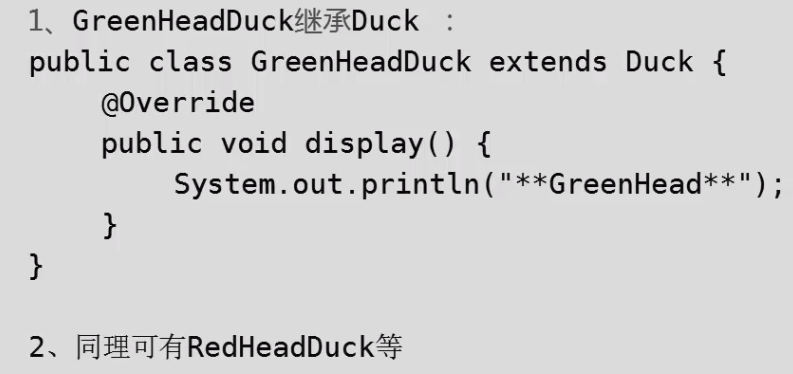 1、GreenHeadDuck继承Duck ：
public class GreenHeadDuck extends Duck {
@Override
public void display() {
System.out.println("**GreenHead**");
}
}
2、同理可有RedHeadDuck等